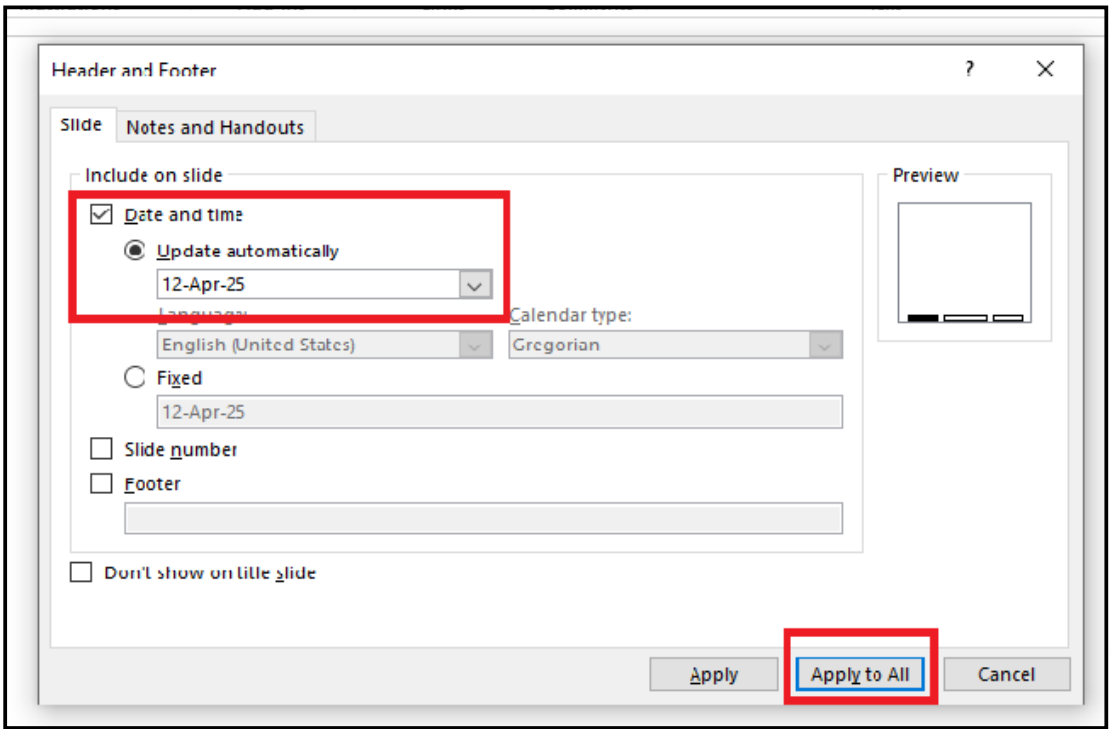 Header and Footer ?
Slide Notes and Handouts
Include on slide
Preview
Date and time
Update automatically
12-Apr-25
Language:
Calendar type:
English (United States)
Gregorian
Fixed
12-Apr-25
Slide number
Footer
Don't show on title slide
Apply Apply to All Cancel